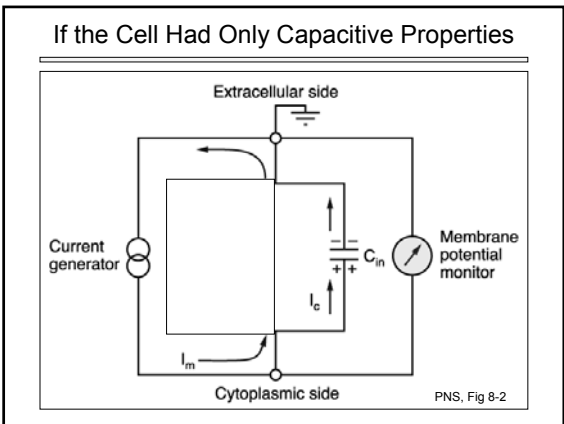 If the Cell Had Only Capacitive Properties
Extracellular side
Current
generator
Membrane
potential
monitor
− −
C_in
+ +
I_c
I_m
Cytoplasmic side
PNS, Fig 8-2